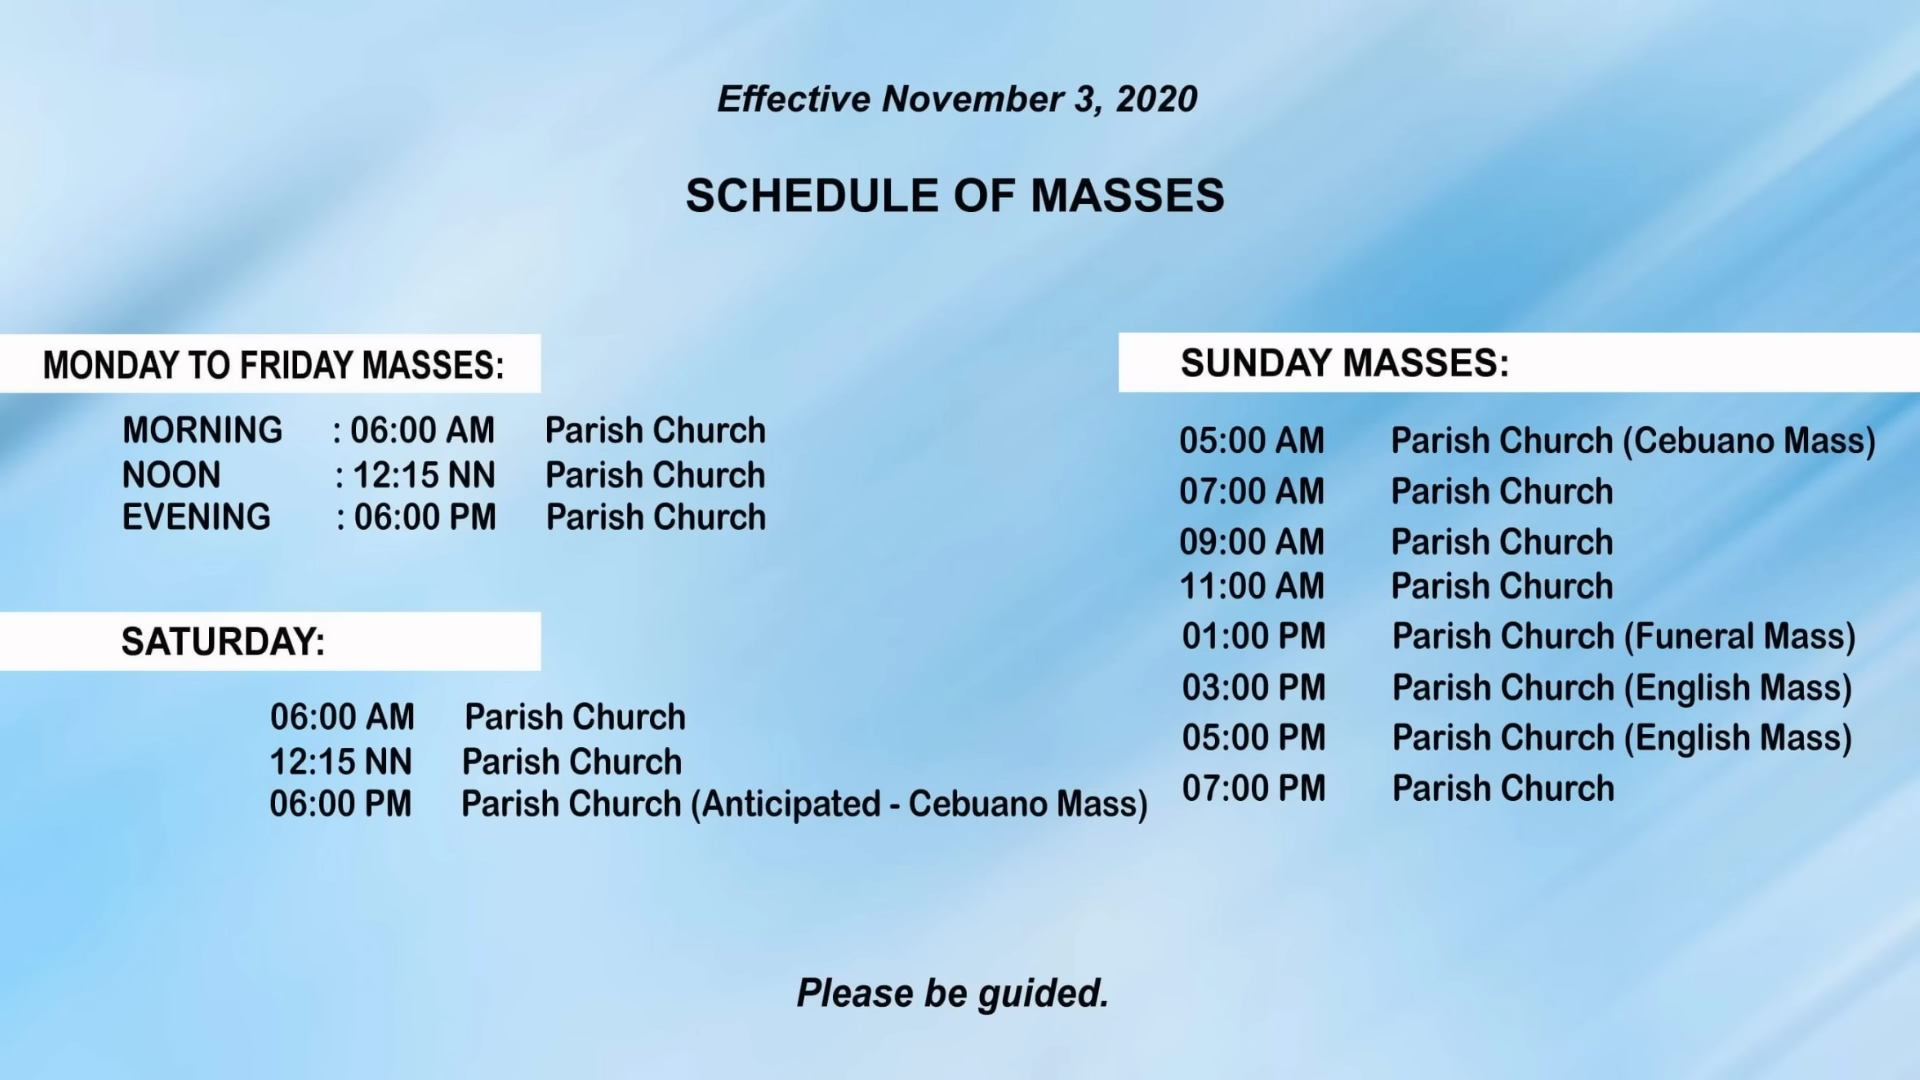 Effective November 3, 2020
SCHEDULE OF MASSES
MONDAY TO FRIDAY MASSES:
MORNING : 06:00 AM Parish Church
NOON : 12:15 NN Parish Church
EVENING : 06:00 PM Parish Church
SATURDAY:
06:00 AM Parish Church
12:15 NN Parish Church
06:00 PM Parish Church (Anticipated - Cebuano Mass)
SUNDAY MASSES:
05:00 AM Parish Church (Cebuano Mass)
07:00 AM Parish Church
09:00 AM Parish Church
11:00 AM Parish Church
01:00 PM Parish Church (Funeral Mass)
03:00 PM Parish Church (English Mass)
05:00 PM Parish Church (English Mass)
07:00 PM Parish Church
Please be guided.